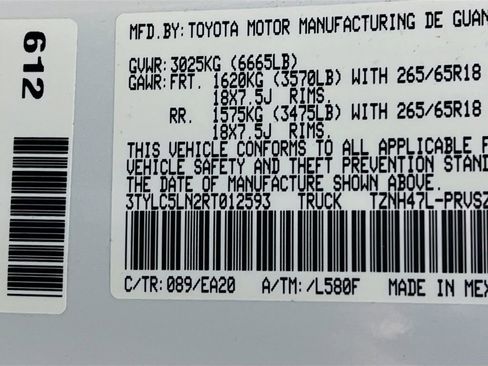 612
MFD.BY: TOYOTA MOTOR MANUFACTURING DE GUAN
GVWR: 3025KG (6665LB)
GAWR: FRT. 1620KG (3570LB) WITH 265/65R18
18X7.5J RIMS.
RR. 1575KG (3475LB) WITH 265/65R18
18X7.5J RIMS.
THIS VEHICLE CONFORMS TO ALL APPLICABLE F
VEHICLE SAFETY AND THEFT PREVENTION STAND
THE DATE OF MANUFACTURE SHOWN ABOVE.
3TYLC5LN2RT012593 TRUCK TZNH47L-PRVSZ
C/TR: 089/EA20 A/TM: /L580F MADE IN MEX